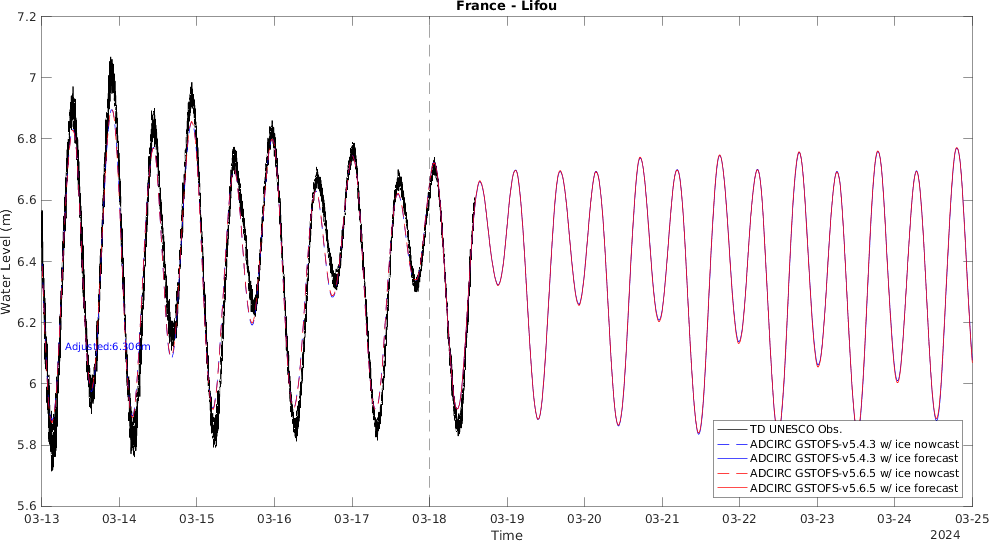 France - Lifou
7.2
7
6.8
6.6
6.4
6.2
6
5.8
5.6
Water Level (m)
Adjusted:6.306m
TD UNESCO Obs.
ADCIRC GSTOFS-v5.4.3 w/ ice nowcast
ADCIRC GSTOFS-v5.4.3 w/ ice forecast
ADCIRC GSTOFS-v5.6.5 w/ ice nowcast
ADCIRC GSTOFS-v5.6.5 w/ ice forecast
03-13 03-14 03-15 03-16 03-17 03-18 03-19 03-20 03-21 03-22 03-23 03-24 03-25
Time
2024